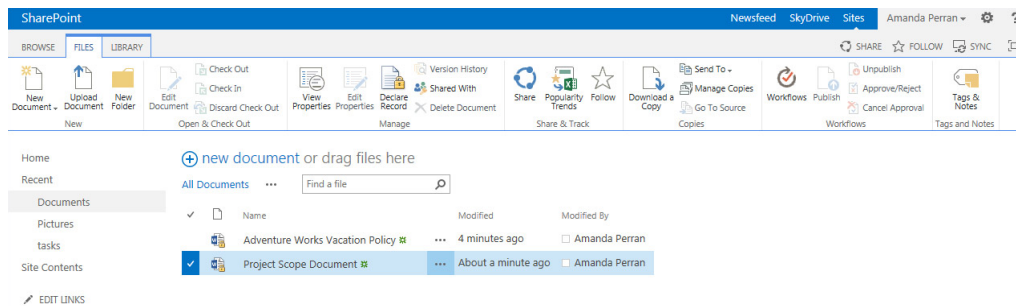 SharePoint Newsfeed SkyDrive Sites Amanda Perran ?
BROWSE FILES LIBRARY SHARE FOLLOW SYNC
New Document
Upload Document
New Folder
New
Edit Document
Check Out
Check In
Discard Check Out
Open & Check Out
View Properties
Edit Properties
Declare Record
Version History
Shared With
Delete Document
Manage
Share
Popularity Trends
Follow
Share & Track
Download a Copy
Send To
Manage Copies
Go To Source
Copies
Workflows
Publish
Unpublish
Approve/Reject
Cancel Approval
Workflows
Tags & Notes
Tags and Notes
Home
Recent
Documents
Pictures
tasks
Site Contents
EDIT LINKS
new document or drag files here
All Documents ... Find a file
Name Modified Modified By
Adventure Works Vacation Policy ... 4 minutes ago Amanda Perran
Project Scope Document ... About a minute ago Amanda Perran